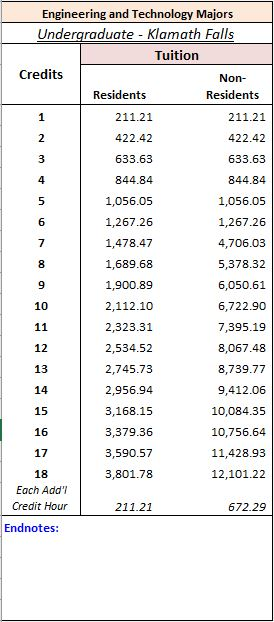 Engineering and Technology Majors
Undergraduate - Klamath Falls
Credits Tuition
Residents Non-Residents
1 211.21 211.21
2 422.42 422.42
3 633.63 633.63
4 844.84 844.84
5 1,056.05 1,056.05
6 1,267.26 1,267.26
7 1,478.47 4,706.03
8 1,689.68 5,378.32
9 1,900.89 6,050.61
10 2,112.10 6,722.90
11 2,323.31 7,395.19
12 2,534.52 8,067.48
13 2,745.73 8,739.77
14 2,956.94 9,412.06
15 3,168.15 10,084.35
16 3,379.36 10,756.64
17 3,590.57 11,428.93
18 3,801.78 12,101.22
Each Add'l
Credit Hour 211.21 672.29
Endnotes: